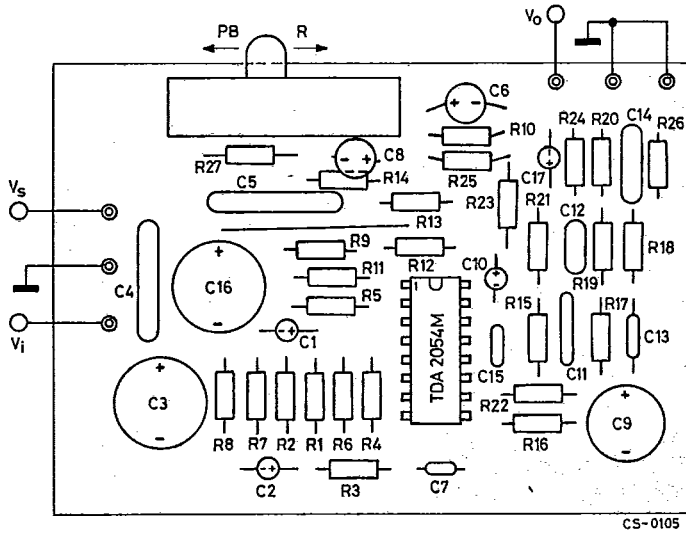 PB R
Vo
C6
R24 R20 C14 R26
R10
C8
R27
R14
R25
C17
C5
R23
R21
C12
Vs
R13
R9
R12
C10
R18
R19
C4
C16
R11
R5
1
TDA 2054M
R15
R17
C13
Vi
C1
C15
C11
C3
R22
R16
C9
R8 R7 R2 R1 R6 R4
C2
R3
C7
CS-0105